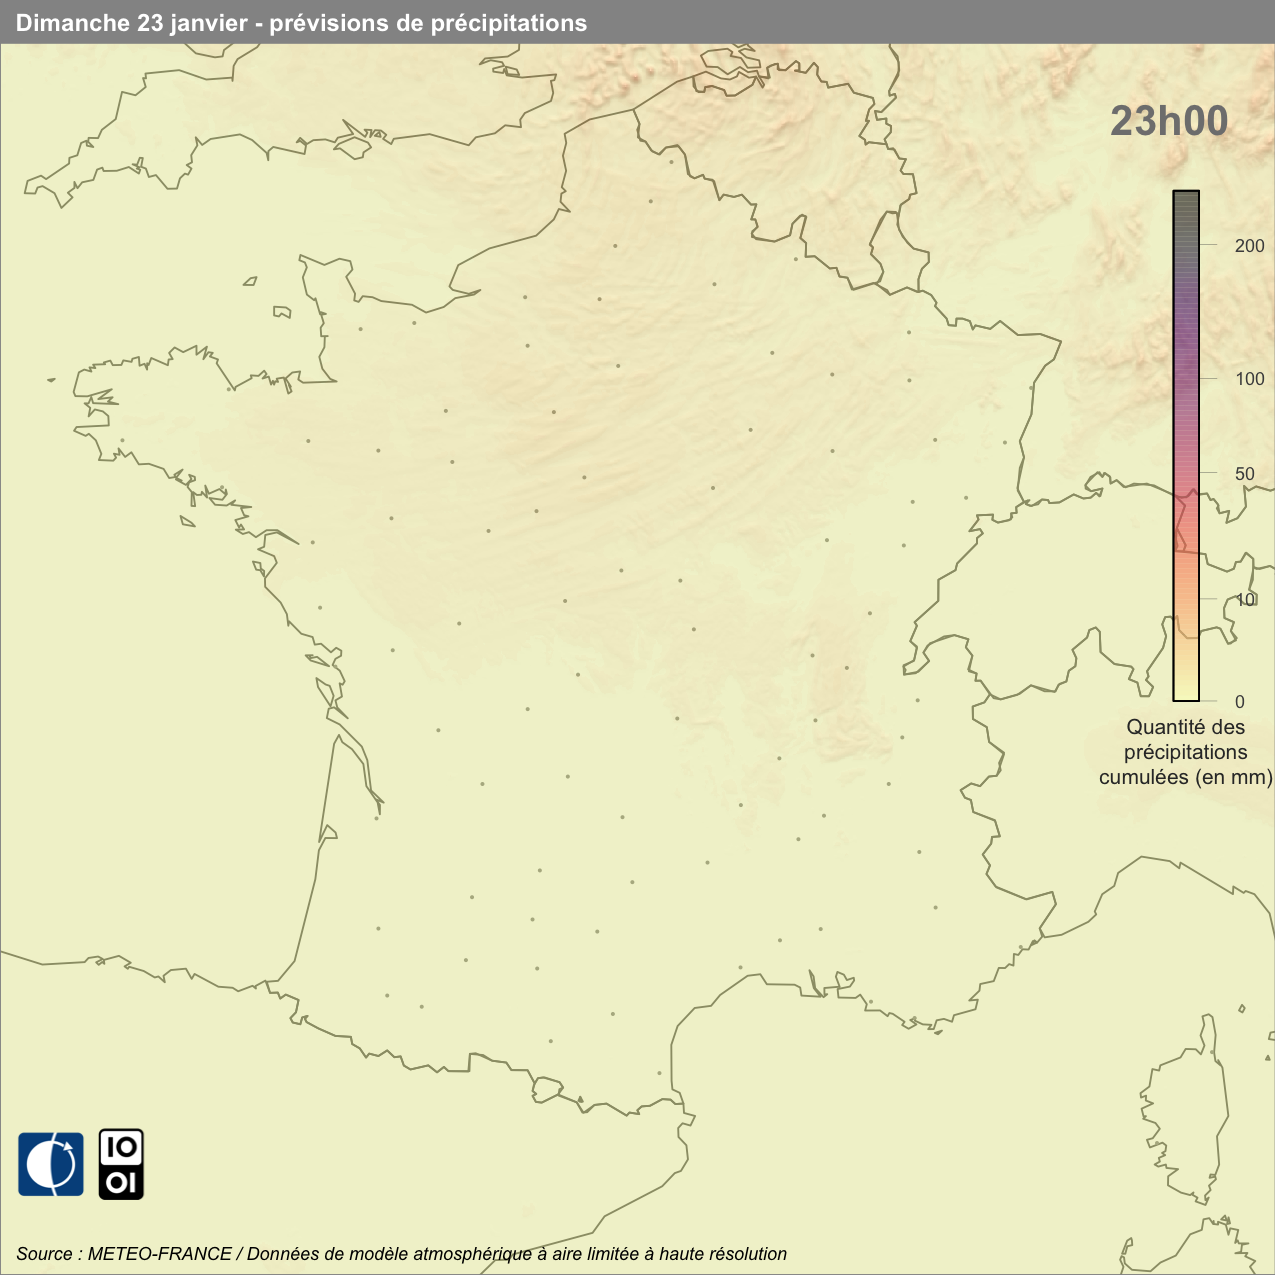 Dimanche 23 janvier - prévisions de précipitations
23h00
200
100
50
10
0
Quantité des
précipitations
cumulées (en mm)
IO
OI
Source : METEO-FRANCE / Données de modèle atmosphérique à aire limitée à haute résolution